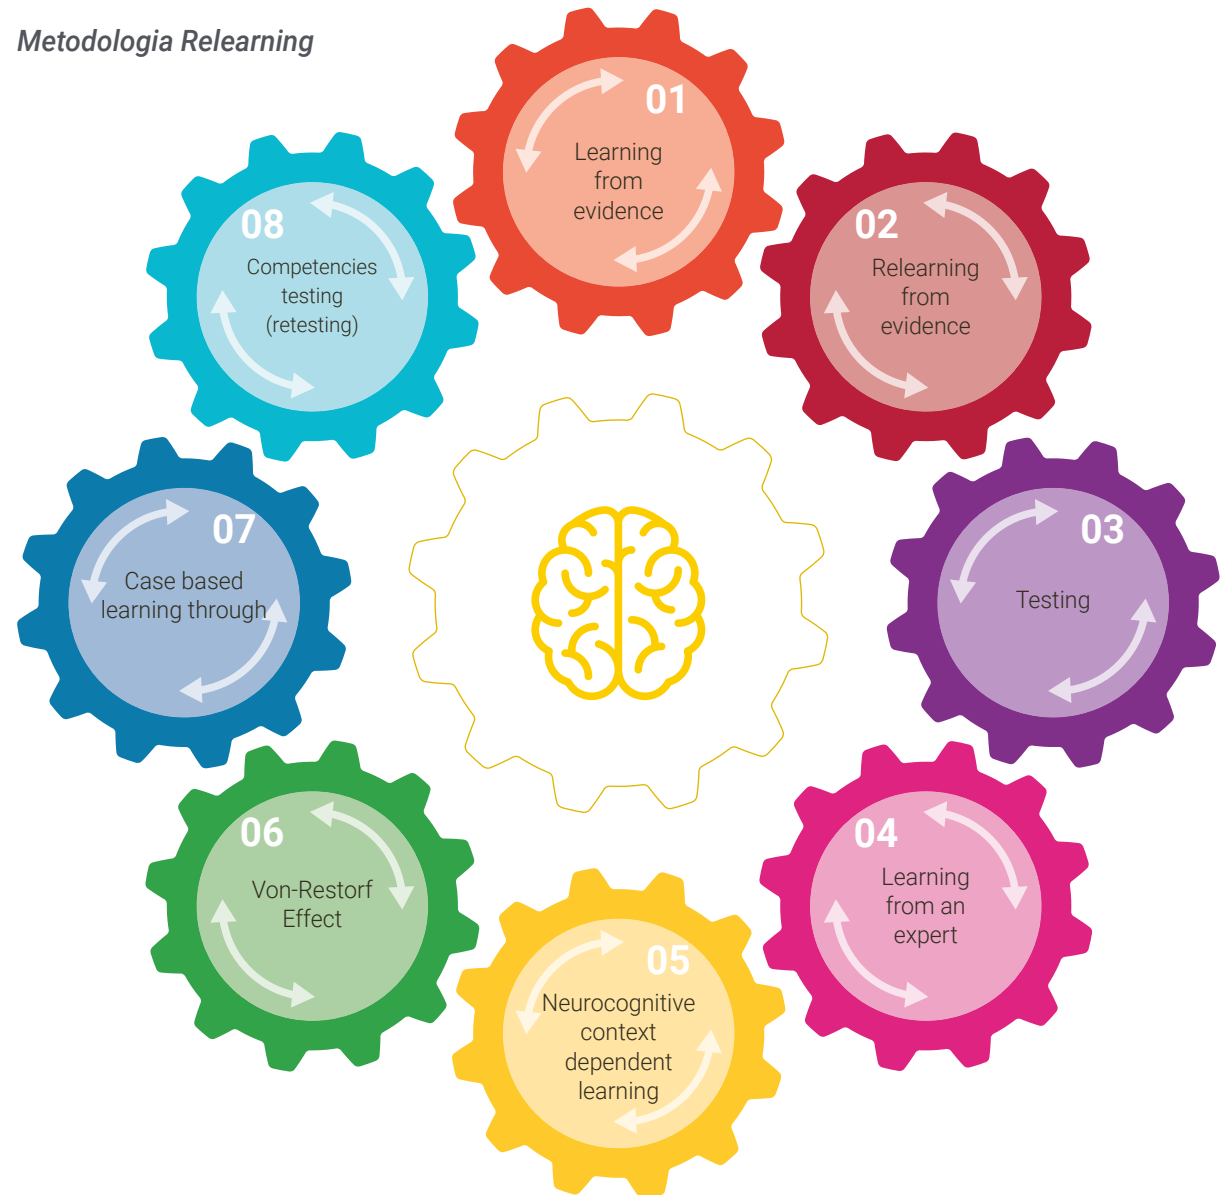 Metodologia Relearning
01
Learning
from
evidence
02
Relearning
from
evidence
03
Testing
04
Learning
from an
expert
05
Neurocognitive
context
dependent
learning
06
Von-Restorf
Effect
07
Case based
learning through
08
Competencies
testing
(retesting)